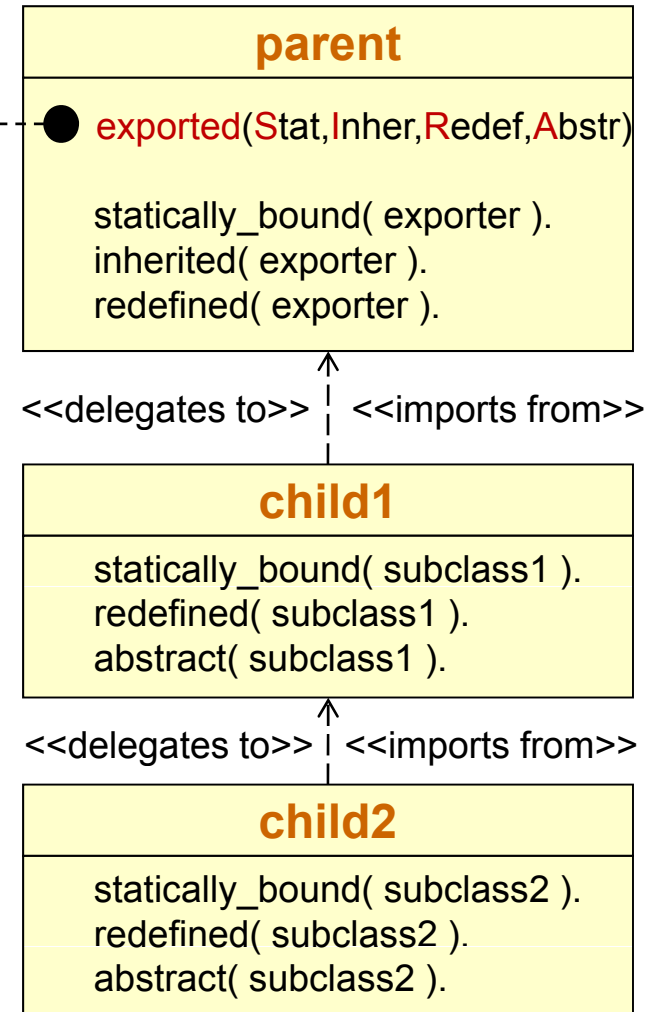 parent
exported(Stat,Inher,Redef,Abstr)
statically_bound( exporter ).
inherited( exporter ).
redefined( exporter ).
<<delegates to>> <<imports from>>
child1
statically_bound( subclass1 ).
redefined( subclass1 ).
abstract( subclass1 ).
<<delegates to>> <<imports from>>
child2
statically_bound( subclass2 ).
redefined( subclass2 ).
abstract( subclass2 ).